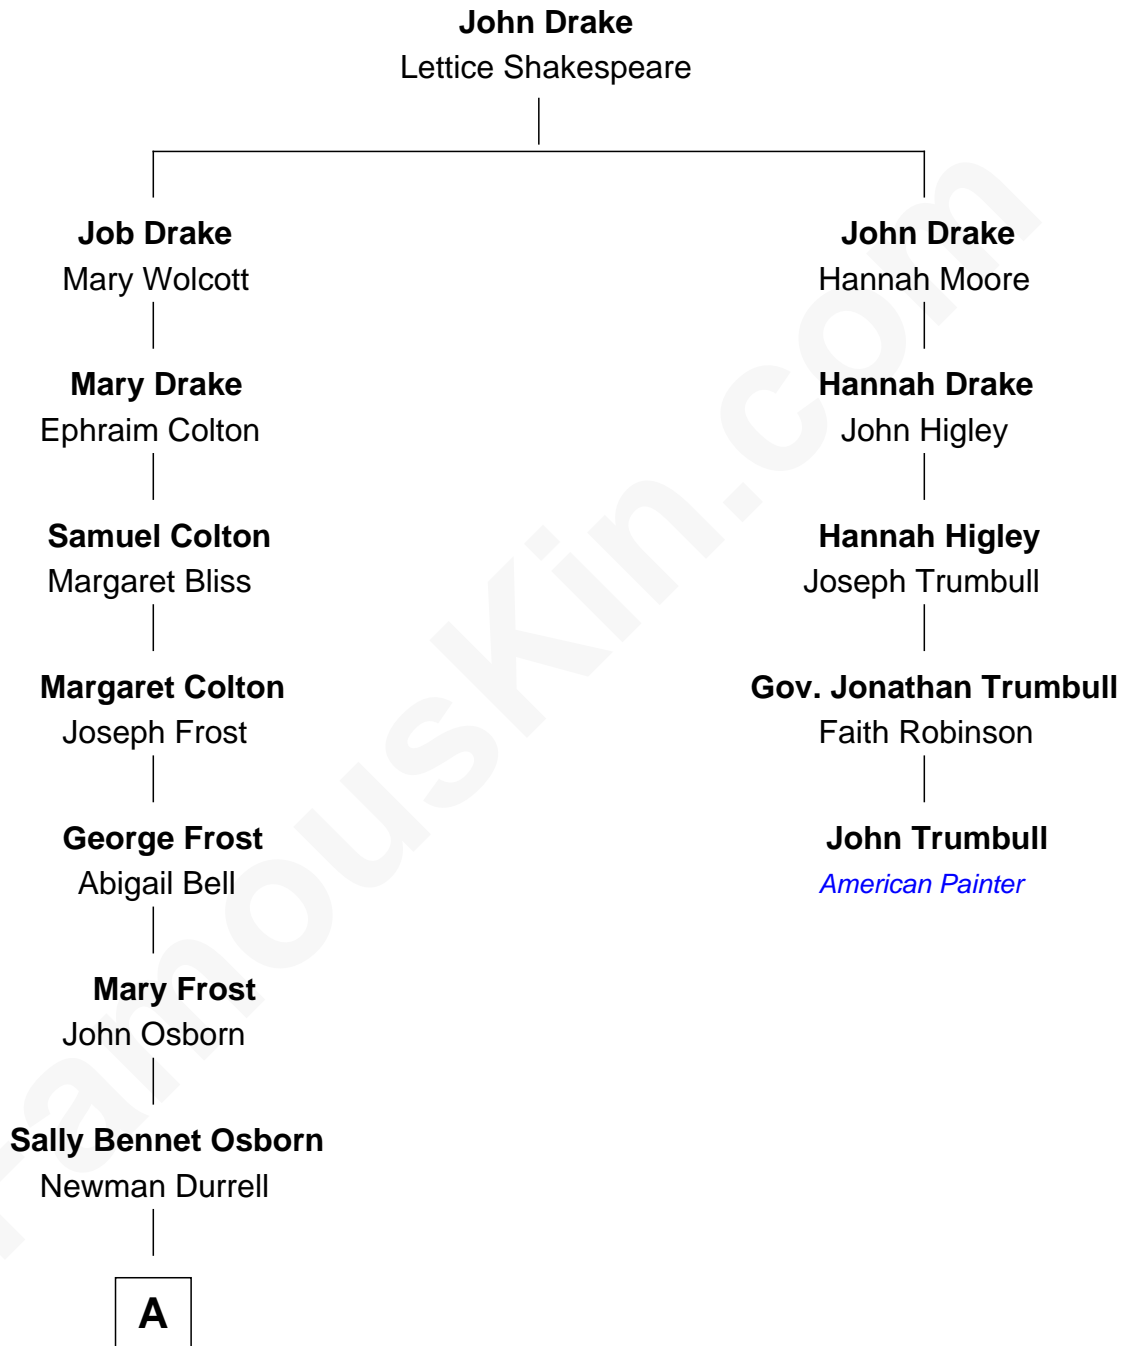 John Drake
Lettice Shakespeare
Job Drake
Mary Wolcott
John Drake
Hannah Moore
Mary Drake
Ephraim Colton
Hannah Drake
John Higley
Samuel Colton
Margaret Bliss
Hannah Higley
Joseph Trumbull
Margaret Colton
Joseph Frost
Gov. Jonathan Trumbull
Faith Robinson
George Frost
Abigail Bell
John Trumbull
American Painter
Mary Frost
John Osborn
Sally Bennet Osborn
Newman Durrell
A
FamousKin.com